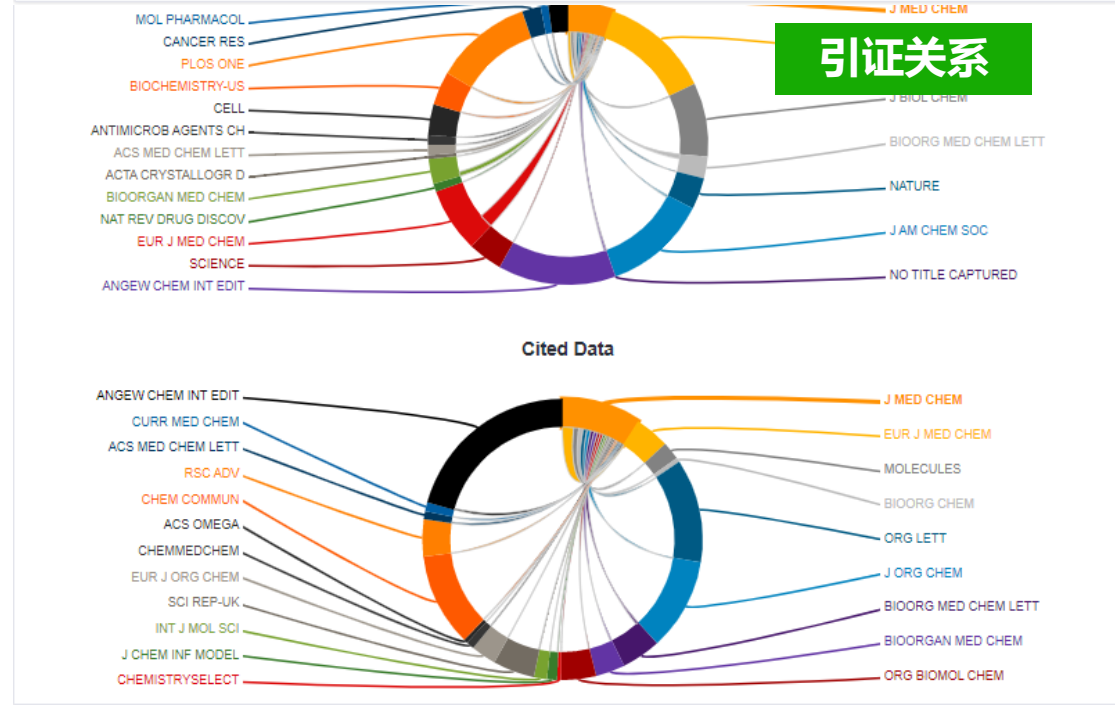 MOL PHARMACOL
CANCER RES
PLOS ONE
BIOCHEMISTRY-US
CELL
ANTIMICROB AGENTS CH
ACS MED CHEM LETT
ACTA CRYSTALLOGR D
BIOORGAN MED CHEM
NAT REV DRUG DISCOV
EUR J MED CHEM
SCIENCE
ANGEW CHEM INT EDIT
J MED CHEM
引证关系
J BIOL CHEM
BIOORG MED CHEM LETT
NATURE
J AM CHEM SOC
NO TITLE CAPTURED
Cited Data
ANGEW CHEM INT EDIT
CURR MED CHEM
ACS MED CHEM LETT
RSC ADV
CHEM COMMUN
ACS OMEGA
CHEMMEDCHEM
EUR J ORG CHEM
SCI REP-UK
INT J MOL SCI
J CHEM INF MODEL
CHEMISTRYSELECT
J MED CHEM
EUR J MED CHEM
MOLECULES
BIOORG CHEM
ORG LETT
J ORG CHEM
BIOORG MED CHEM LETT
BIOORGAN MED CHEM
ORG BIOMOL CHEM